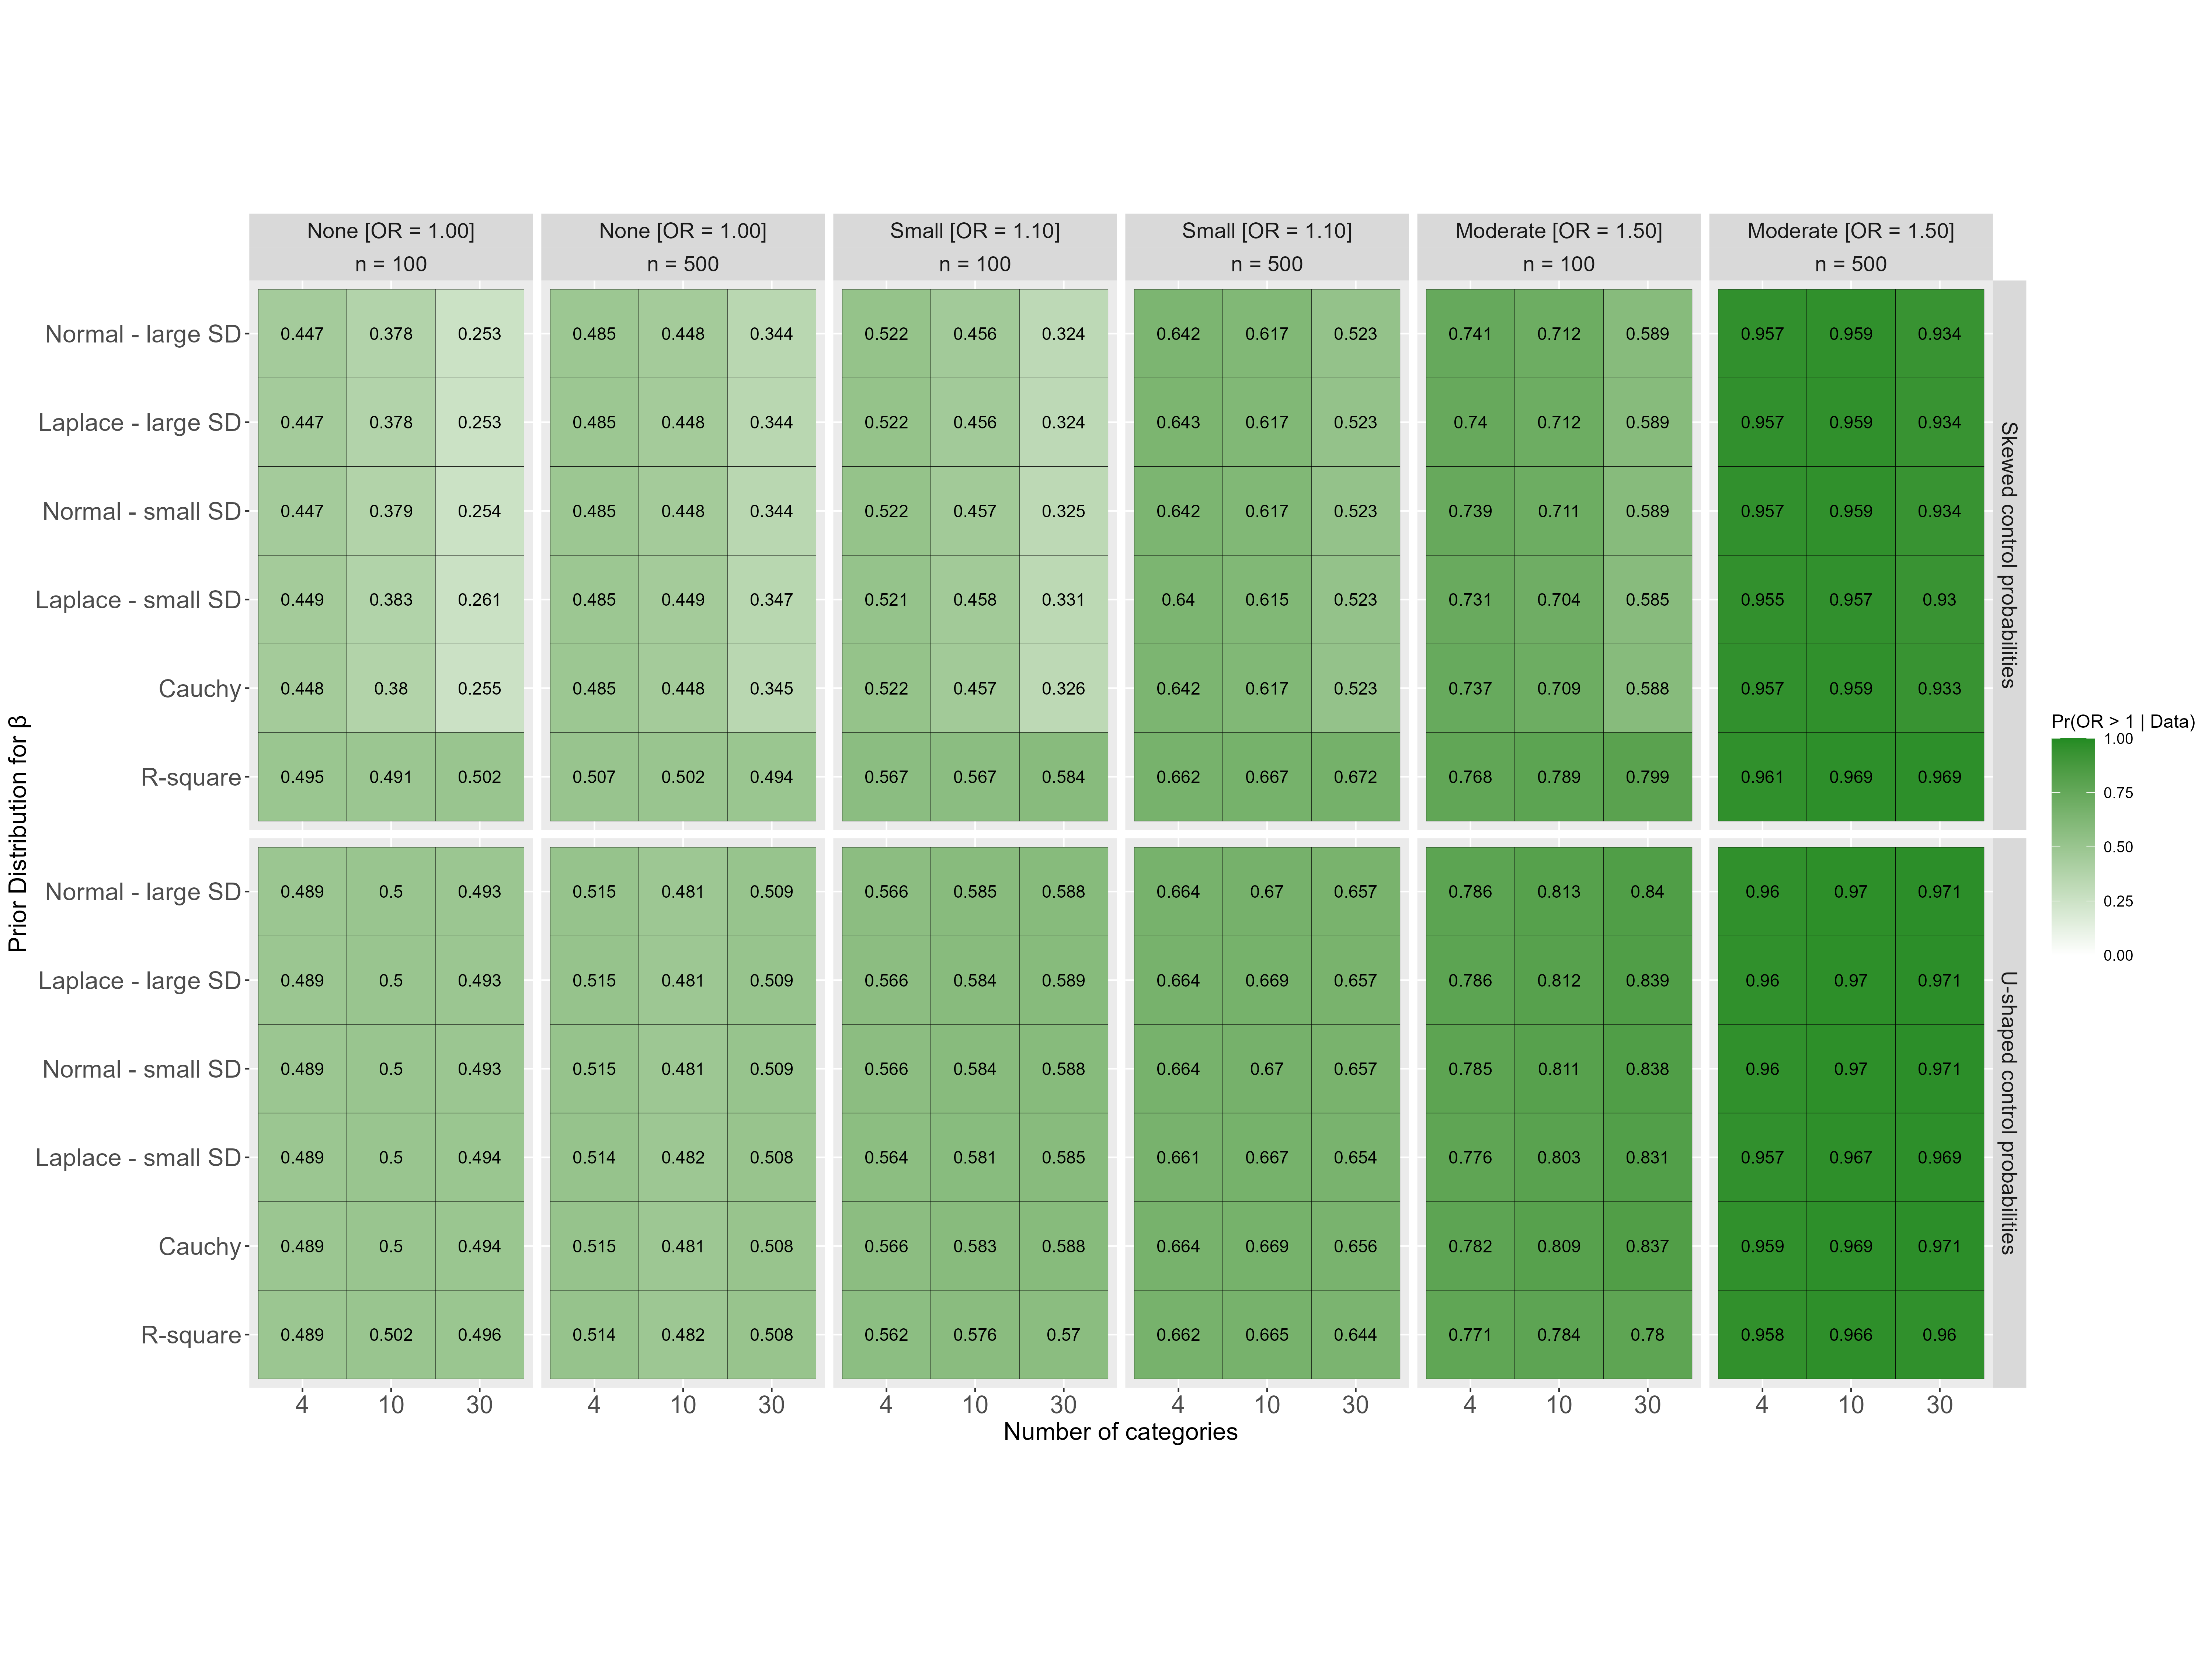 None [OR = 1.00] None [OR = 1.00] Small [OR = 1.10] Small [OR = 1.10] Moderate [OR = 1.50] Moderate [OR = 1.50]
n = 100 n = 500 n = 100 n = 500 n = 100 n = 500
Normal - large SD 0.447 0.378 0.253 0.485 0.448 0.344 0.522 0.456 0.324 0.642 0.617 0.523 0.741 0.712 0.589 0.957 0.959 0.934
Laplace - large SD 0.447 0.378 0.253 0.485 0.448 0.344 0.522 0.456 0.324 0.643 0.617 0.523 0.74 0.712 0.589 0.957 0.959 0.934
Normal - small SD 0.447 0.379 0.254 0.485 0.448 0.344 0.522 0.457 0.325 0.642 0.617 0.523 0.739 0.711 0.589 0.957 0.959 0.934
Laplace - small SD 0.449 0.383 0.261 0.485 0.449 0.347 0.521 0.458 0.331 0.64 0.615 0.523 0.731 0.704 0.585 0.955 0.957 0.93
Cauchy 0.448 0.38 0.255 0.485 0.448 0.345 0.522 0.457 0.326 0.642 0.617 0.523 0.737 0.709 0.588 0.957 0.959 0.933
R-square 0.495 0.491 0.502 0.507 0.502 0.494 0.567 0.567 0.584 0.662 0.667 0.672 0.768 0.789 0.799 0.961 0.969 0.969
Skewed control probabilities
Normal - large SD 0.489 0.5 0.493 0.515 0.481 0.509 0.566 0.585 0.588 0.664 0.67 0.657 0.786 0.813 0.84 0.96 0.97 0.971
Laplace - large SD 0.489 0.5 0.493 0.515 0.481 0.509 0.566 0.584 0.589 0.664 0.669 0.657 0.786 0.812 0.839 0.96 0.97 0.971
Normal - small SD 0.489 0.5 0.493 0.515 0.481 0.509 0.566 0.584 0.588 0.664 0.67 0.657 0.785 0.811 0.838 0.96 0.97 0.971
Laplace - small SD 0.489 0.5 0.494 0.514 0.482 0.508 0.564 0.581 0.585 0.661 0.667 0.654 0.776 0.803 0.831 0.957 0.967 0.969
Cauchy 0.489 0.5 0.494 0.515 0.481 0.508 0.566 0.583 0.588 0.664 0.669 0.656 0.782 0.809 0.837 0.959 0.969 0.971
R-square 0.489 0.502 0.496 0.514 0.482 0.508 0.562 0.576 0.57 0.662 0.665 0.644 0.771 0.784 0.78 0.958 0.966 0.96
U-shaped control probabilities
4 10 30 4 10 30 4 10 30 4 10 30 4 10 30 4 10 30
Number of categories
Prior Distribution for β
Pr(OR > 1 | Data)
1.00
0.75
0.50
0.25
0.00